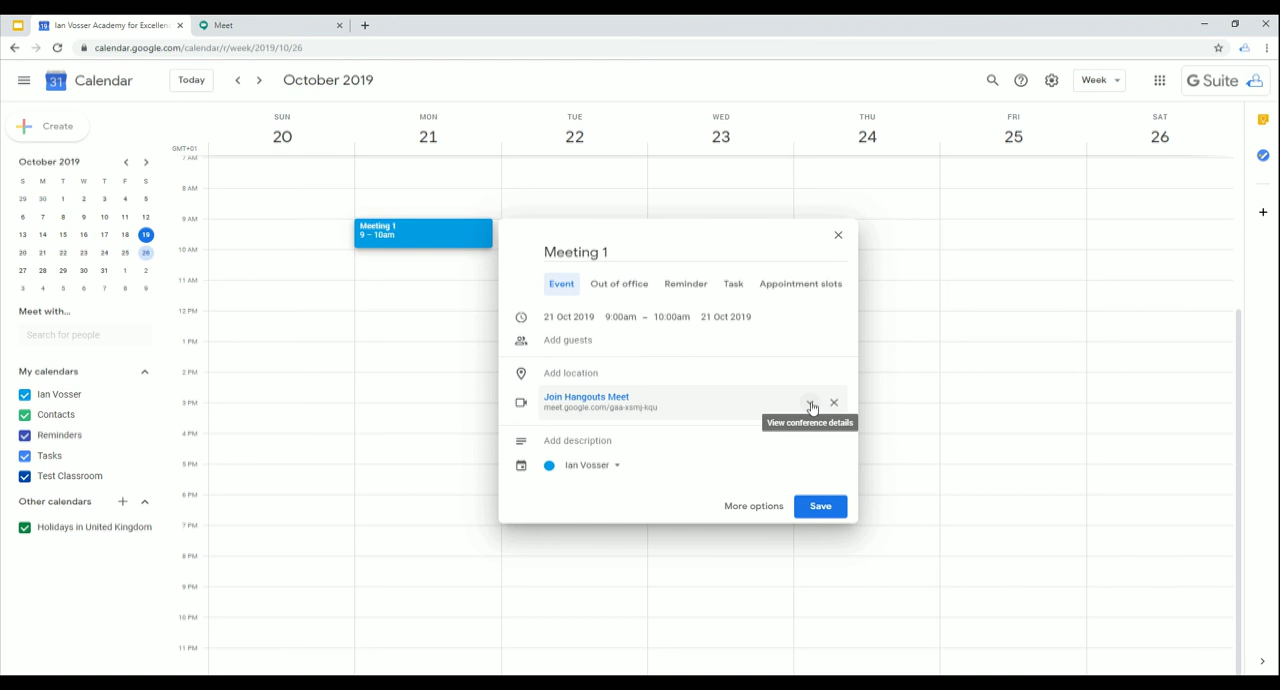 Ian Vosser Academy for Excellen
Meet
calendar.google.com/calendar/r/week/2019/10/26
31
Calendar
Today
October 2019
Week
G Suite
Create
October 2019
S M T W T F S
29 30 1 2 3 4 5
6 7 8 9 10 11 12
13 14 15 16 17 18 19
20 21 22 23 24 25 26
27 28 29 30 31 1 2
3 4 5 6 7 8 9
Meet with...
Search for people
My calendars
Ian Vosser
Contacts
Reminders
Tasks
Test Classroom
Other calendars
Holidays in United Kingdom
SUN MON TUE WED THU FRI SAT
20 21 22 23 24 25 26
GMT+01
7 AM
8 AM
9 AM
10 AM
11 AM
12 PM
1 PM
2 PM
3 PM
4 PM
5 PM
6 PM
7 PM
8 PM
9 PM
10 PM
11 PM
Meeting 1
9 – 10am
Meeting 1
Event Out of office Reminder Task Appointment slots
21 Oct 2019 9:00am – 10:00am 21 Oct 2019
Add guests
Add location
Join Hangouts Meet
meet.google.com/gaa-xsmj-kqu
View conference details
Add description
Ian Vosser
More options Save